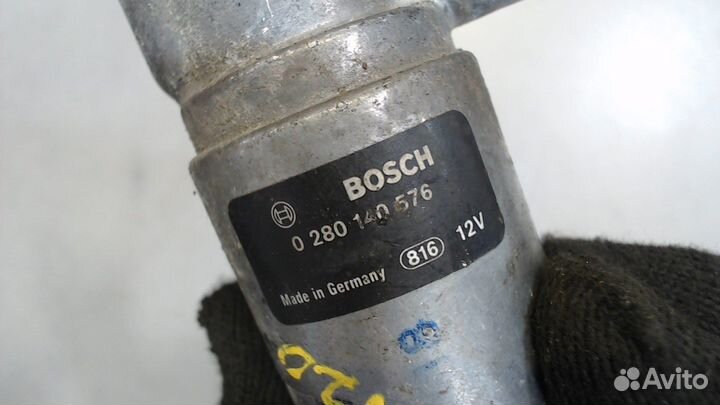 BOSCH
0 280 140 576
Made in Germany 816 12V
Avito